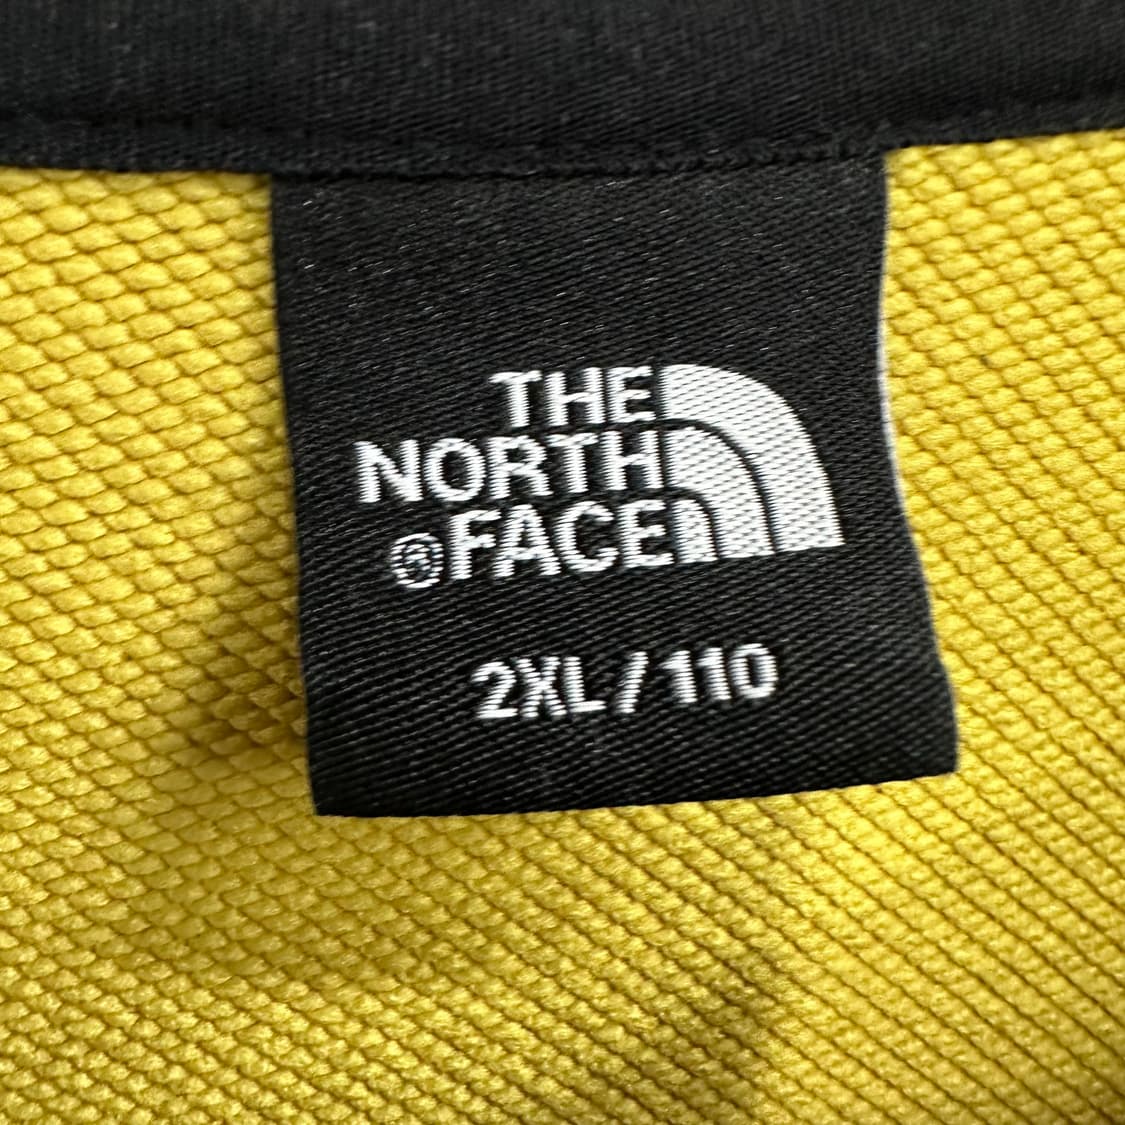 THE
NORTH
®FACE
2XL/110